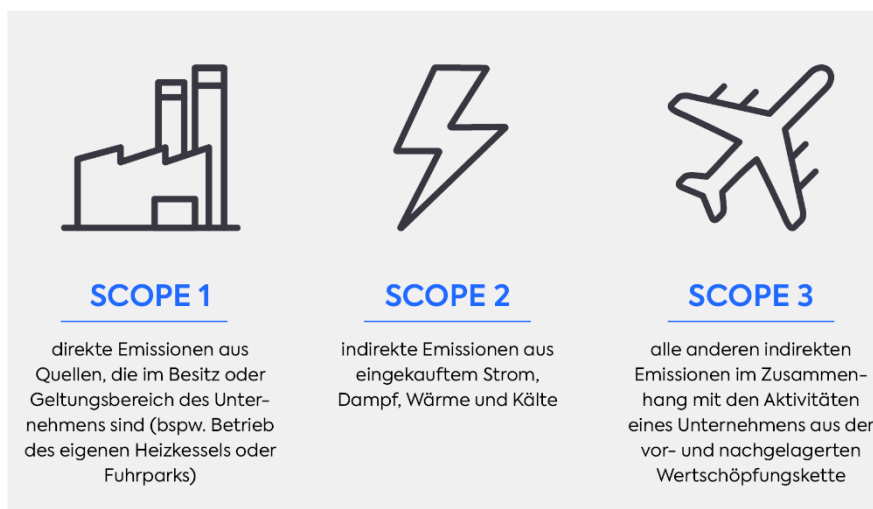 SCOPE 1
direkte Emissionen aus
Quellen, die im Besitz oder
Geltungsbereich des Unter-
nehmens sind (bspw. Betrieb
des eigenen Heizkessels oder
Fuhrparks)
SCOPE 2
indirekte Emissionen aus
eingekauftem Strom,
Dampf, Wärme und Kälte
SCOPE 3
alle anderen indirekten
Emissionen im Zusammen-
hang mit den Aktivitäten
eines Unternehmens aus der
vor- und nachgelagerten
Wertschöpfungskette